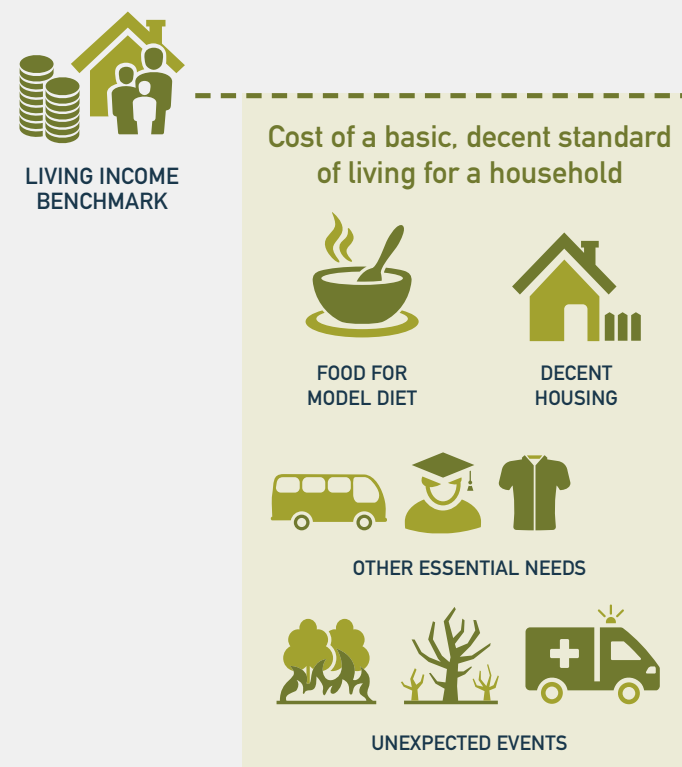 LIVING INCOME
BENCHMARK
Cost of a basic, decent standard
of living for a household
FOOD FOR
MODEL DIET
DECENT
HOUSING
OTHER ESSENTIAL NEEDS
UNEXPECTED EVENTS